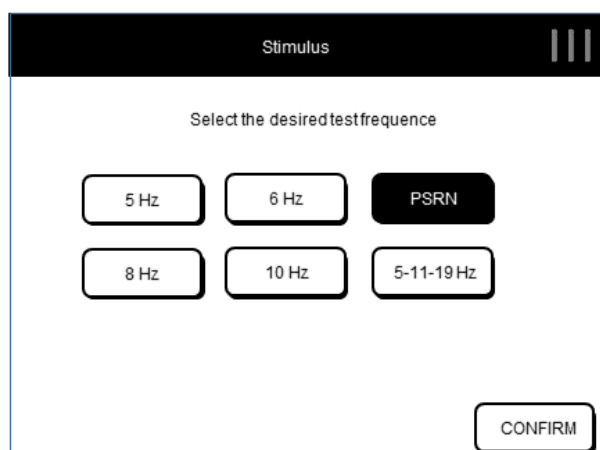 Stimulus
Select the desired test frequence
5 Hz
6 Hz
PSRN
8 Hz
10 Hz
5-11-19 Hz
CONFIRM